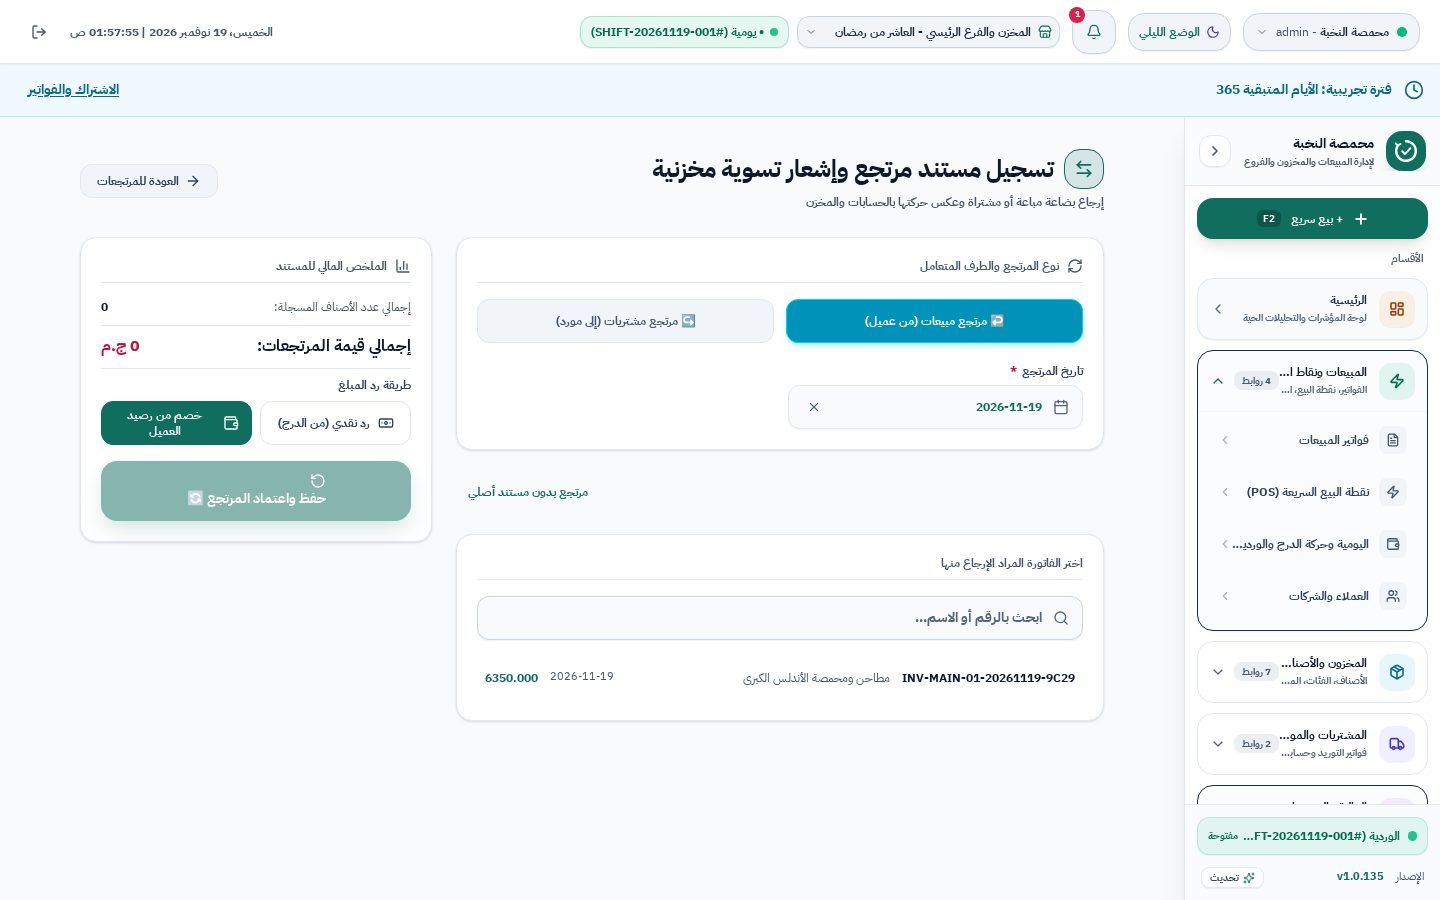 محمصة النخبة - admin
الوضع الليلي
1
المخزن والفرع الرئيسي - العاشر من رمضان
• يومية (#SHIFT-20261119-001)
الخميس، 19 نوفمبر 2026 | 01:57:55 ص
فترة تجريبية: الأيام المتبقية 365
الاشتراك والفواتير
محمصة النخبة
لإدارة المبيعات والمخزون والفروع
+ بيع سريع F2
الأقسام
الرئيسية
لوحة المؤشرات والتحليلات الحية
المبيعات ونقاط ا...
الفواتير، نقطة البيع، ا...
4 روابط
فواتير المبيعات
نقطة البيع السريعة (POS)
اليومية وحركة الدرج والورديـ...
العملاء والشركات
المخزون والأصنا...
الأصناف، الفئات، المـ...
7 روابط
المشتريات والمو...
فواتير التوريد وحسابـ...
2 روابط
الوردية (#FT-20261119-001...
مفتوحة
الإصدار v1.0.135
تحديث
تسجيل مستند مرتجع وإشعار تسوية مخزنية
إرجاع بضاعة مباعة أو مشتراة وعكس حركتها بالحسابات والمخزن
العودة للمرتجعات
نوع المرتجع والطرف المتعامل
مرتجع مبيعات (من عميل)
مرتجع مشتريات (إلى مورد)
تاريخ المرتجع *
2026-11-19
مرتجع بدون مستند أصلي
اختر الفاتورة المراد الإرجاع منها
ابحث بالرقم أو الاسم...
INV-MAIN-01-20261119-9C29 مطاحن ومحمصة الأندلس الكبرى 2026-11-19 6350.000
الملخص المالي للمستند
إجمالي عدد الأصناف المسجلة: 0
إجمالي قيمة المرتجعات: 0 ج.م
طريقة رد المبلغ
رد نقدي (من الدرج)
خصم من رصيد
العميل
حفظ واعتماد المرتجع